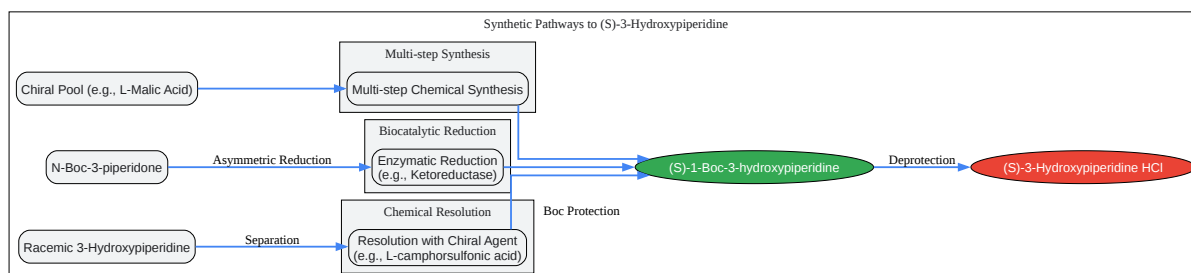 Synthetic Pathways to (S)-3-Hydroxypiperidine
Multi-step Synthesis
Chiral Pool (e.g., L-Malic Acid)
Multi-step Chemical Synthesis
Biocatalytic Reduction
N-Boc-3-piperidone
Asymmetric Reduction
Enzymatic Reduction
(e.g., Ketoreductase)
(S)-1-Boc-3-hydroxypiperidine
Deprotection
(S)-3-Hydroxypiperidine HCl
Chemical Resolution
Boc Protection
Racemic 3-Hydroxypiperidine
Separation
Resolution with Chiral Agent
(e.g., L-camphorsulfonic acid)